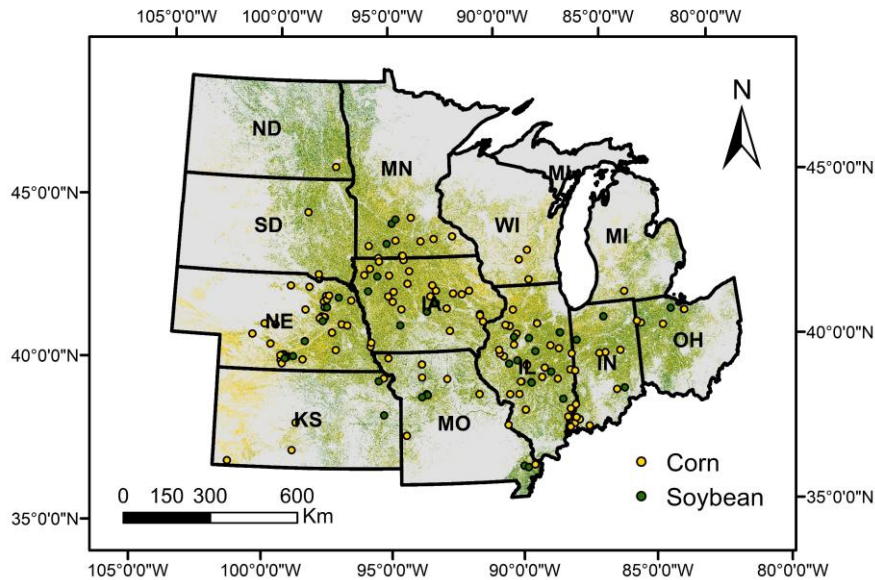 105°0'0"W 100°0'0"W 95°0'0"W 90°0'0"W 85°0'0"W 80°0'0"W
N
ND
MN
MI
45°0'0"N 45°0'0"N
SD
WI
MI
IA
NE
OH
40°0'0"N 40°0'0"N
IL
IN
KS
MO
Corn
0 150 300 600
Soybean
Km
35°0'0"N 35°0'0"N
105°0'0"W 100°0'0"W 95°0'0"W 90°0'0"W 85°0'0"W 80°0'0"W